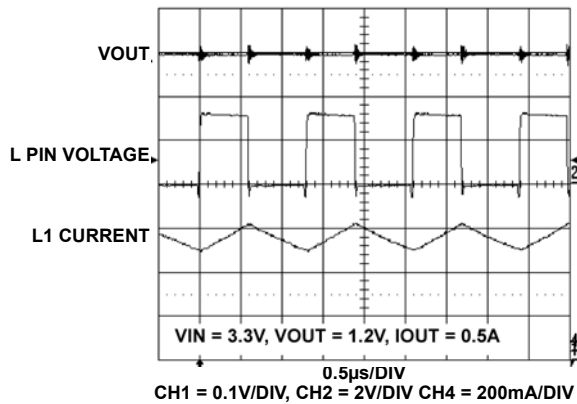 VOUT
L PIN VOLTAGE
2
L1 CURRENT
VIN = 3.3V, VOUT = 1.2V, IOUT = 0.5A
0.5µs/DIV
CH1 = 0.1V/DIV, CH2 = 2V/DIV CH4 = 200mA/DIV